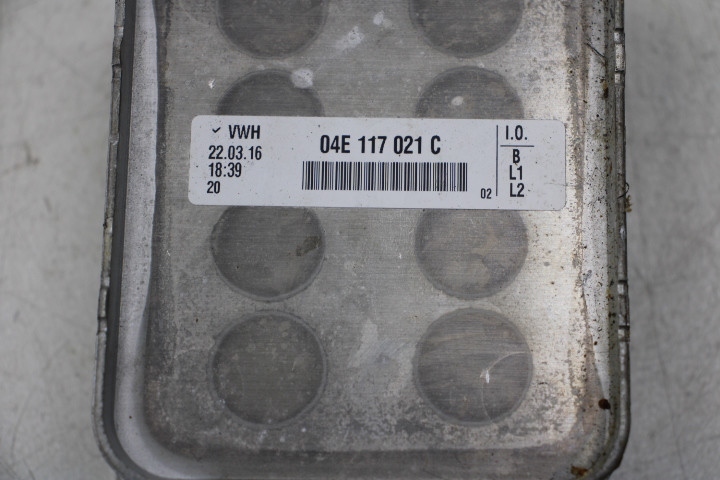 ✓ VWH
22.03.16
18:39
20
04E 117 021 C
02
I.O.
B
L1
L2